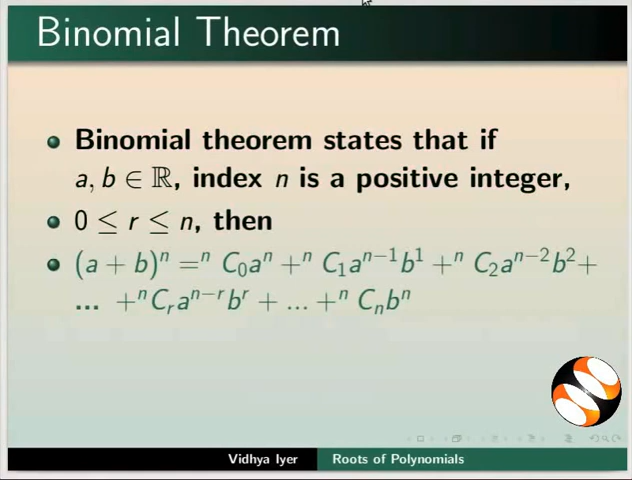 Binomial Theorem
Binomial theorem states that if
a, b ∈ ℝ, index n is a positive integer,
0 ≤ r ≤ n, then
(a + b)ⁿ =ⁿ C₀aⁿ +ⁿ C₁aⁿ⁻¹b¹ +ⁿ C₂aⁿ⁻²b² +
... +ⁿCᵣaⁿ⁻ʳbʳ + ... +ⁿ Cₙbⁿ
Vidhya Iyer Roots of Polynomials